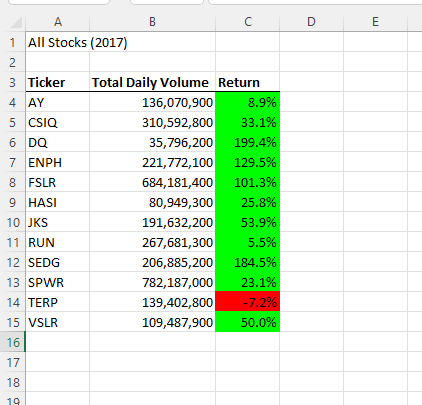 A B C D E
1 All Stocks (2017)
2
3 Ticker Total Daily Volume Return
4 AY 136,070,900 8.9%
5 CSIQ 310,592,800 33.1%
6 DQ 35,796,200 199.4%
7 ENPH 221,772,100 129.5%
8 FSLR 684,181,400 101.3%
9 HASI 80,949,300 25.8%
10 JKS 191,632,200 53.9%
11 RUN 267,681,300 5.5%
12 SEDG 206,885,200 184.5%
13 SPWR 782,187,000 23.1%
14 TERP 139,402,800 -7.2%
15 VSLR 109,487,900 50.0%
16
17
18
19